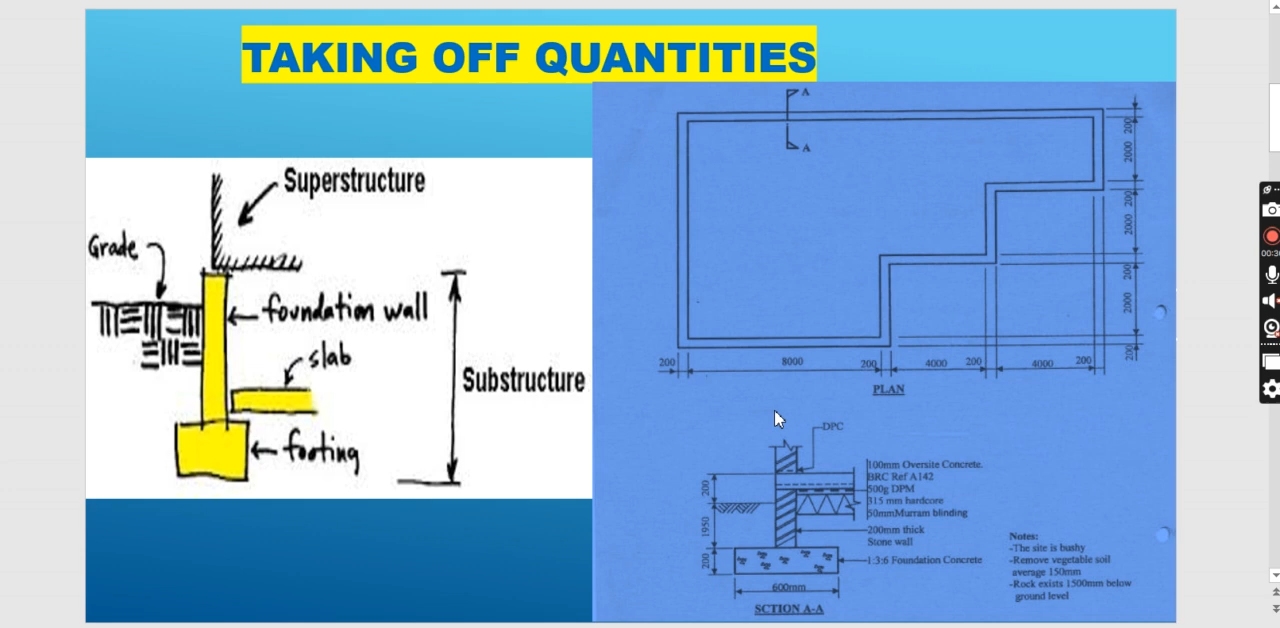 TAKING OFF QUANTITIES
Superstructure
Grade
foundation wall
slab
Substructure
footing
A
A
200
2000
200
2000
200
2000
200
200
8000
200
4000
200
4000
200
PLAN
DPC
100mm Oversite Concrete.
BRC Ref A142
500g DPM
315 mm hardcore
50mmMurram blinding
200mm thick
Stone wall
1:3:6 Foundation Concrete
200
1950
200
600mm
SCTION A-A
Notes:
-The site is bushy
-Remove vegetable soil
average 150mm
-Rock exists 1500mm below
ground level